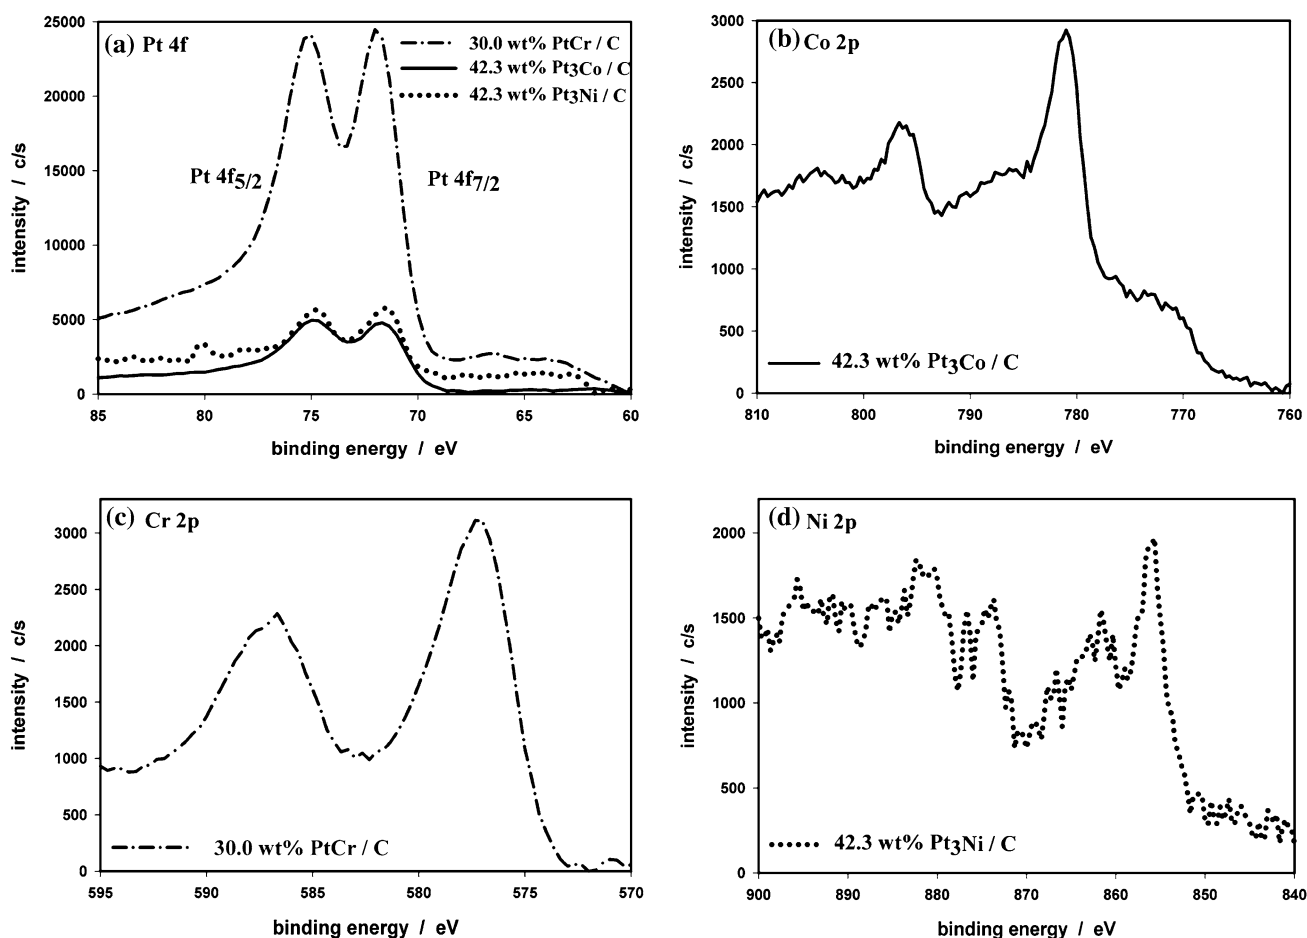 (a) Pt 4f
30.0 wt% PtCr / C
42.3 wt% Pt3Co / C
42.3 wt% Pt3Ni / C
Pt 4f5/2
Pt 4f7/2
25000
20000
15000
10000
5000
0
85 80 75 70 65 60
intensity / c/s
binding energy / eV
(b) Co 2p
3000
2500
2000
1500
1000
500
0
42.3 wt% Pt3Co / C
810 800 790 780 770 760
intensity / c/s
binding energy / eV
(c) Cr 2p
3000
2500
2000
1500
1000
500
0
30.0 wt% PtCr / C
595 590 585 580 575 570
intensity / c/s
binding energy / eV
(d) Ni 2p
2000
1500
1000
500
0
42.3 wt% Pt3Ni / C
900 890 880 870 860 850 840
intensity / c/s
binding energy / eV